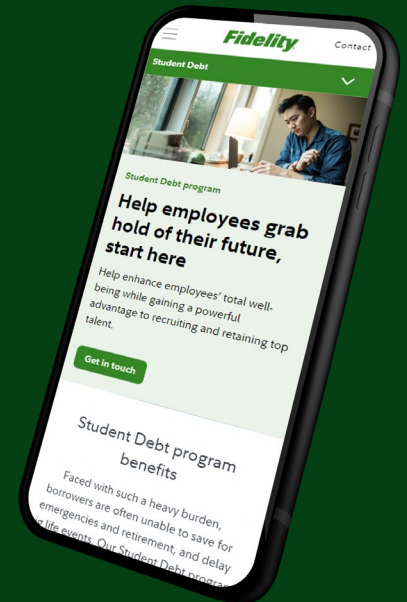 Fidelity
Contact
Student Debt
Student Debt program
Help employees grab
hold of their future,
start here
Help enhance employees' total well-
being while gaining a powerful
advantage to recruiting and retaining top
talent.
Get in touch
Student Debt program
benefits
Faced with such a heavy burden,
borrowers are often unable to save for
emergencies and retirement, and delay
life events. Our Student Debt program